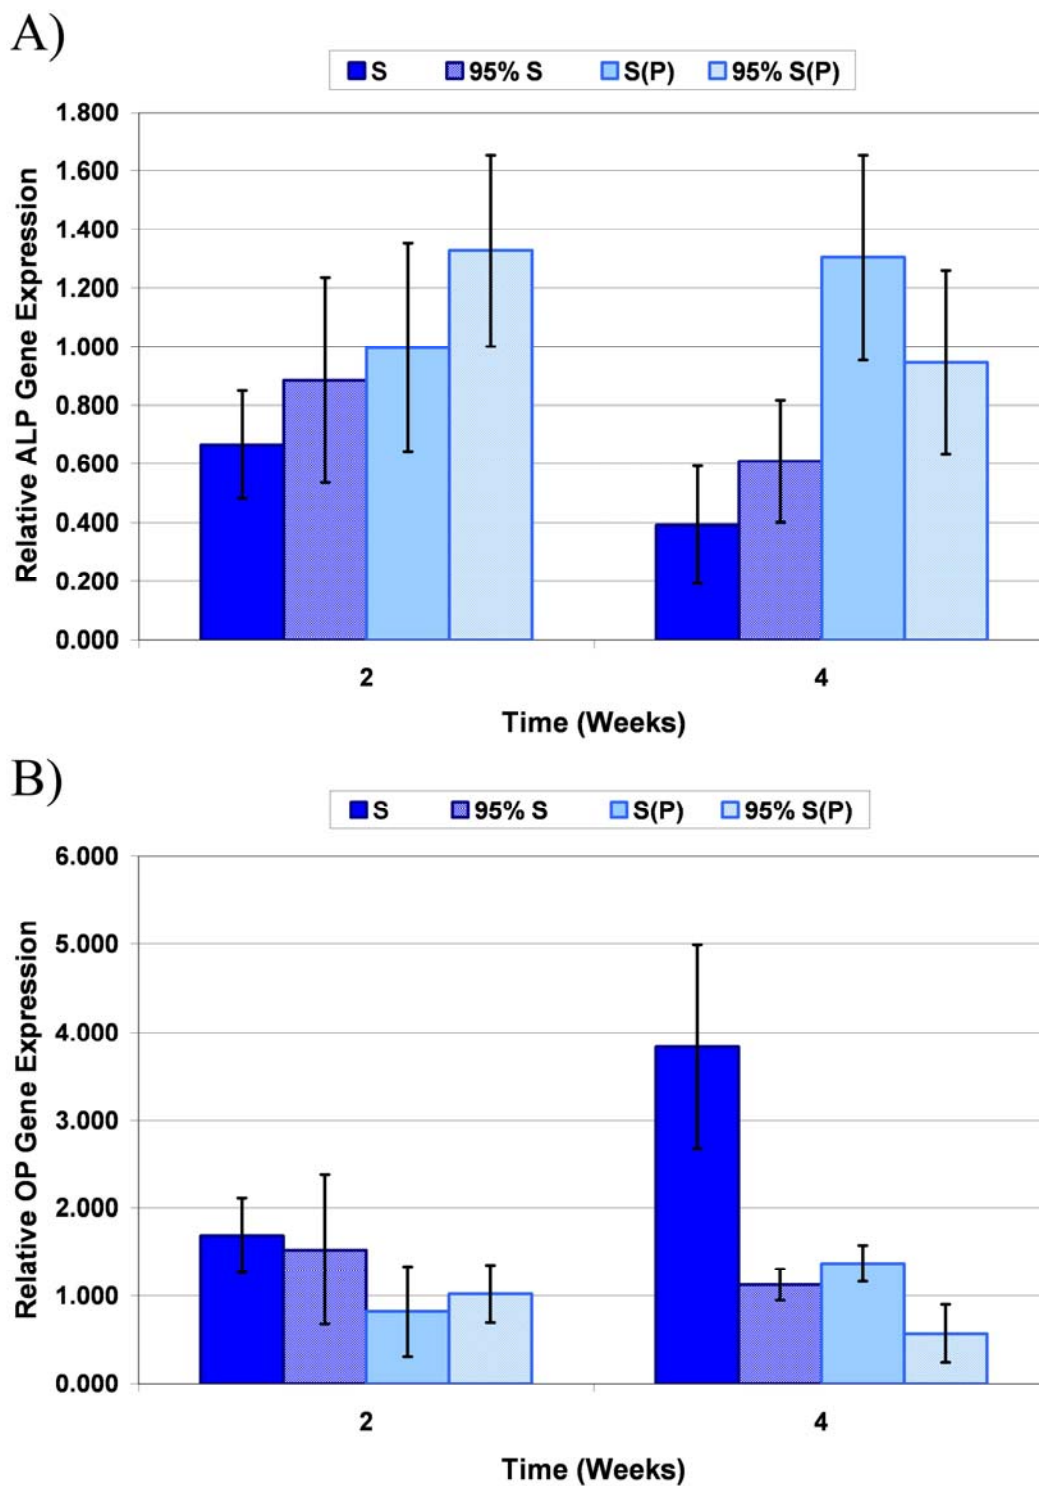 A)
S 95% S S(P) 95% S(P)
1.800
1.600
1.400
1.200
1.000
0.800
0.600
0.400
0.200
0.000
Relative ALP Gene Expression
2 4
Time (Weeks)
B)
S 95% S S(P) 95% S(P)
6.000
5.000
4.000
3.000
2.000
1.000
0.000
Relative OP Gene Expression
2 4
Time (Weeks)